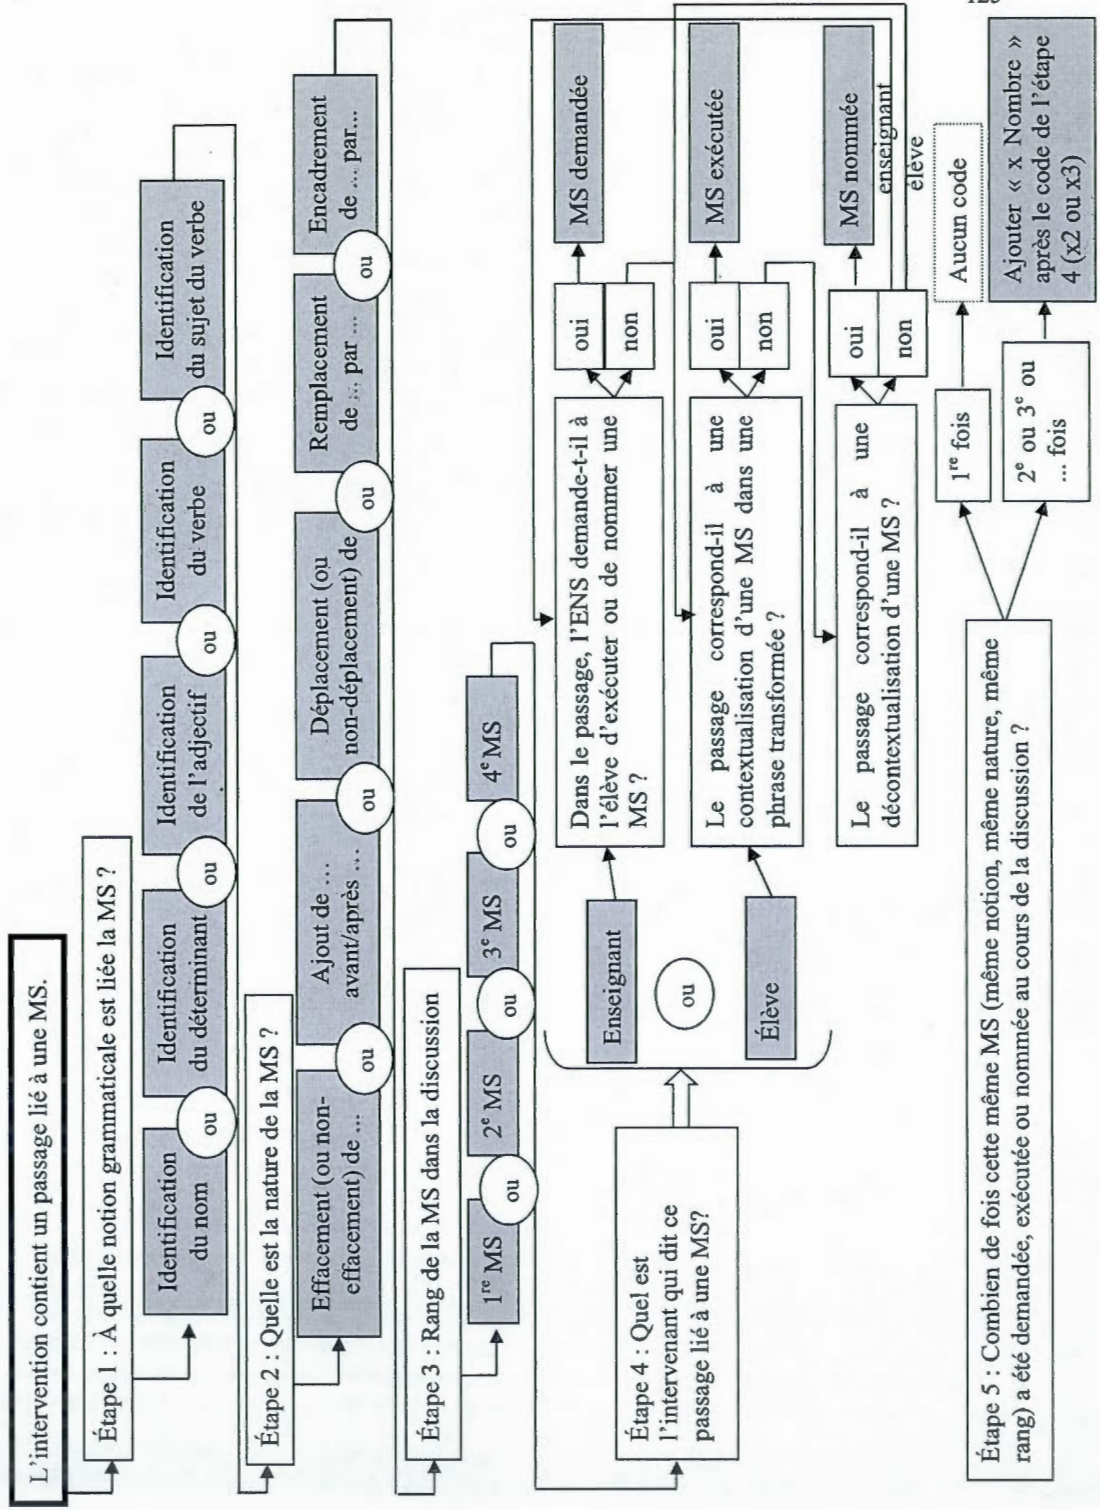 L'intervention contient un passage lié à une MS.
Étape 1 : À quelle notion grammaticale est liée la MS ?
Identification
du nom
ou
Identification
du déterminant
ou
Identification
de l'adjectif
ou
Identification
du verbe
ou
Identification
du sujet du verbe
Étape 2 : Quelle est la nature de la MS ?
Effacement (ou non-
effacement) de ...
ou
Ajout de ...
avant/après ...
ou
Déplacement (ou
non-déplacement) de
ou
Remplacement
de ... par ...
ou
Encadrement
de ... par...
Étape 3 : Rang de la MS dans la discussion
1re MS
ou
2e MS
ou
3e MS
ou
4e MS
Étape 4 : Quel est
l'intervenant qui dit ce
passage lié à une MS?
Enseignant
ou
Élève
Dans le passage, l'ENS demande-t-il à
l'élève d'exécuter ou de nommer une
MS ?
oui
non
MS demandée
Le passage correspond-il à une
contextualisation d'une MS dans une
phrase transformée ?
oui
non
MS exécutée
Le passage correspond-il à une
décontextualisation d'une MS ?
oui
non
MS nommée
enseignant
élève
Étape 5 : Combien de fois cette même MS (même notion, même nature, même
rang) a été demandée, exécutée ou nommée au cours de la discussion ?
1re fois
Aucun code
2e ou 3e ou
... fois
Ajouter « x Nombre »
après le code de l'étape
4 (x2 ou x3)